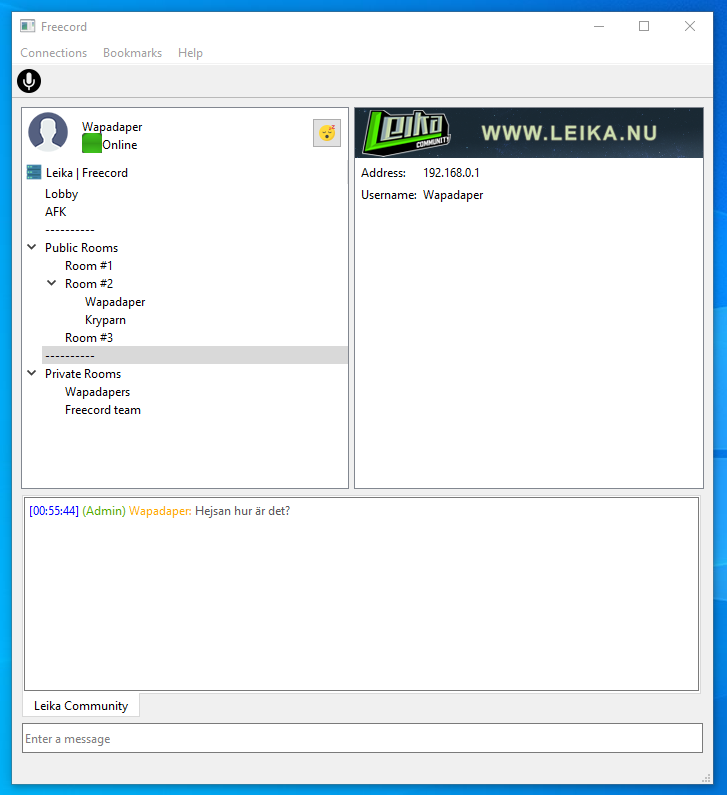 Freecord
Connections Bookmarks Help
Wapadaper
Online
Leika | Freecord
Lobby
AFK
----------
Public Rooms
Room #1
Room #2
Wapadaper
Kryparn
Room #3
----------
Private Rooms
Wapadapers
Freecord team
Leika
COMMUNITY
WWW.LEIKA.NU
Address: 192.168.0.1
Username: Wapadaper
[00:55:44] (Admin) Wapadaper: Hejsan hur är det?
Leika Community
Enter a message